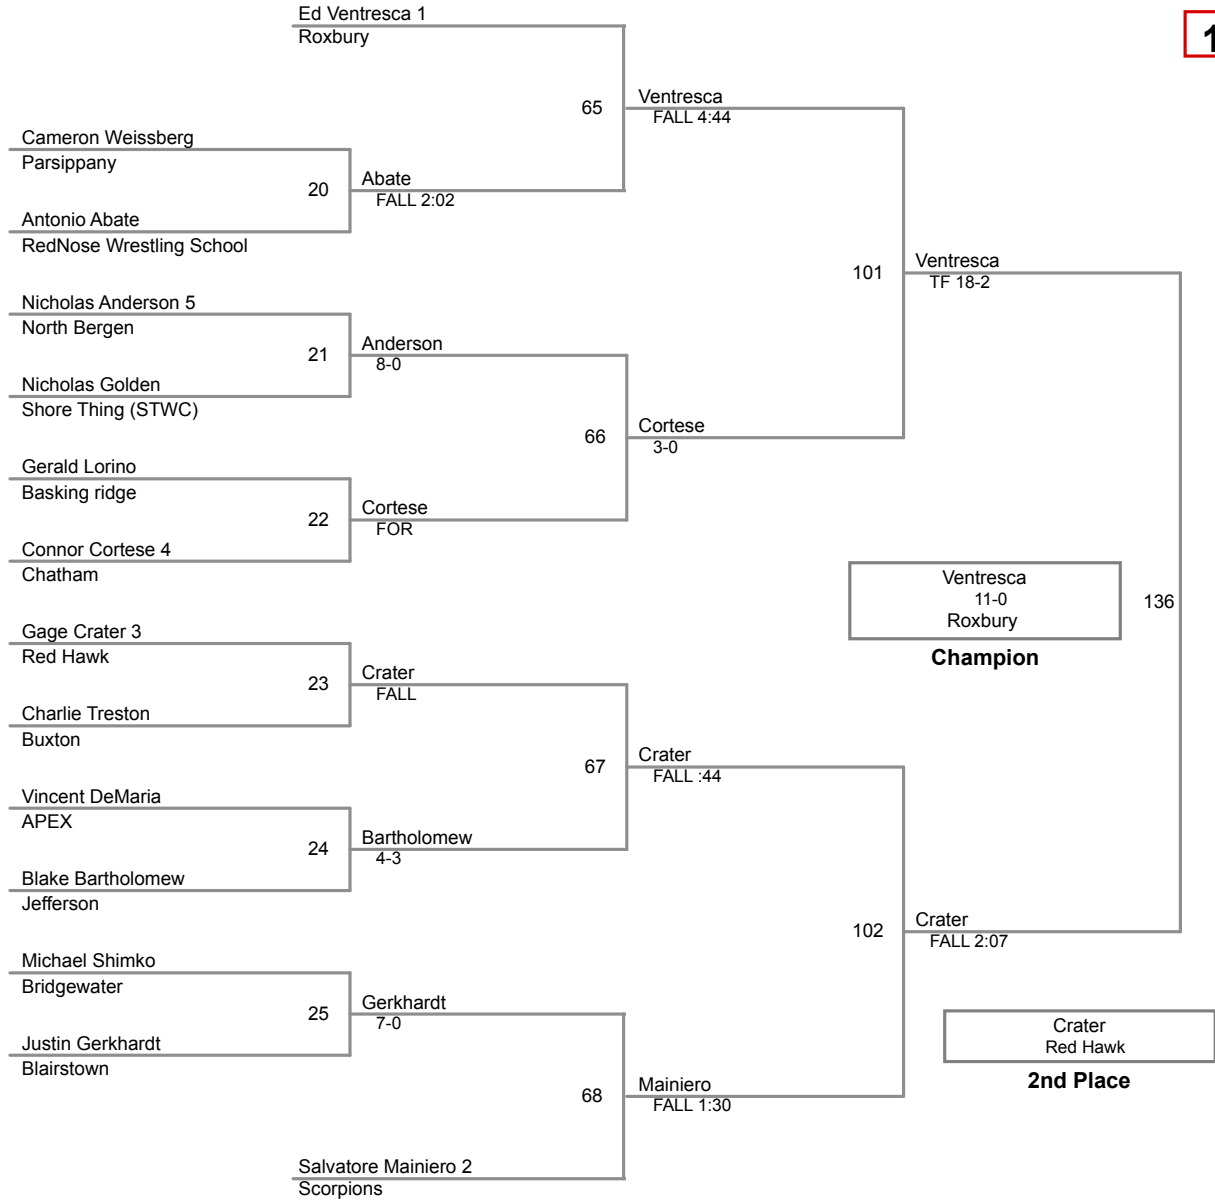 Ed Ventresca 1
Roxbury
1
65
Ventresca
FALL 4:44
Cameron Weissberg
Parsippany
20
Abate
FALL 2:02
Antonio Abate
RedNose Wrestling School
101
Ventresca
TF 18-2
Nicholas Anderson 5
North Bergen
21
Anderson
8-0
Nicholas Golden
Shore Thing (STWC)
66
Cortese
3-0
Gerald Lorino
Basking ridge
22
Cortese
FOR
Connor Cortese 4
Chatham
Ventresca
11-0
Roxbury
Champion
136
Gage Crater 3
Red Hawk
23
Crater
FALL
Charlie Treston
Buxton
67
Crater
FALL :44
Vincent DeMaria
APEX
24
Bartholomew
4-3
Blake Bartholomew
Jefferson
102
Crater
FALL 2:07
Michael Shimko
Bridgewater
25
Gerkhardt
7-0
Justin Gerkhardt
Blairstown
Crater
Red Hawk
2nd Place
68
Mainiero
FALL 1:30
Salvatore Mainiero 2
Scorpions